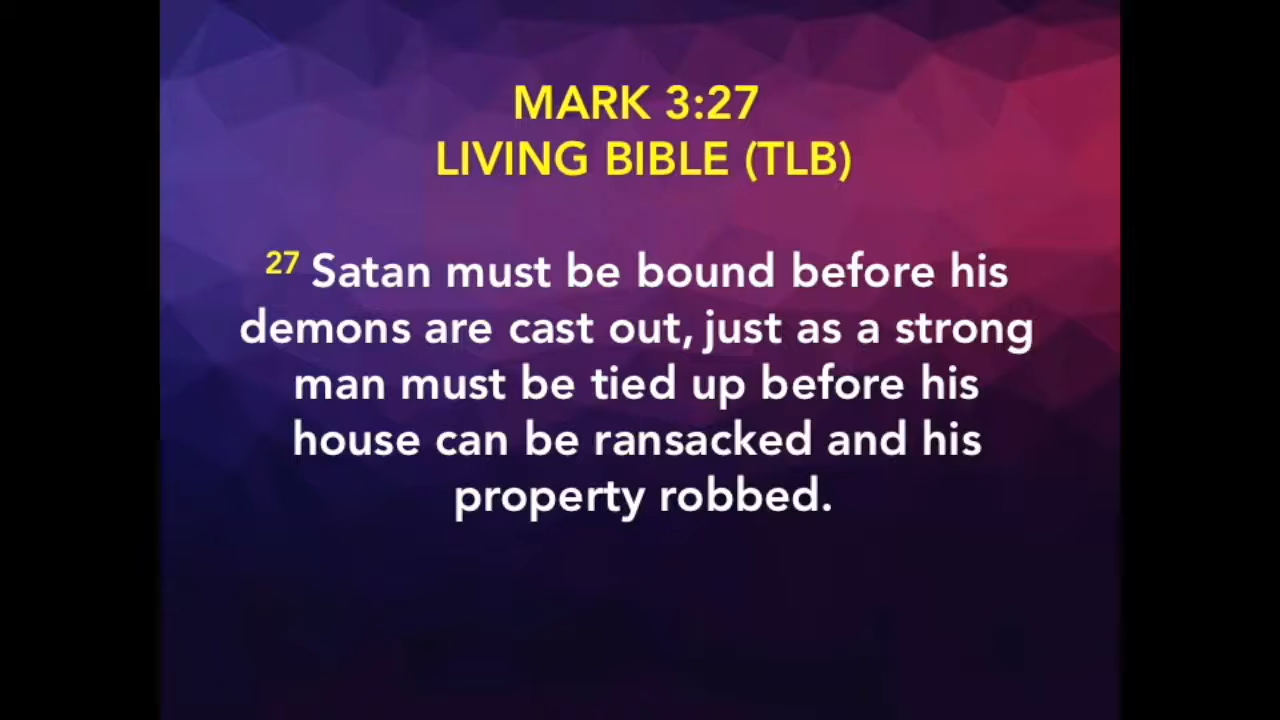 MARK 3:27
LIVING BIBLE (TLB)
27 Satan must be bound before his
demons are cast out, just as a strong
man must be tied up before his
house can be ransacked and his
property robbed.